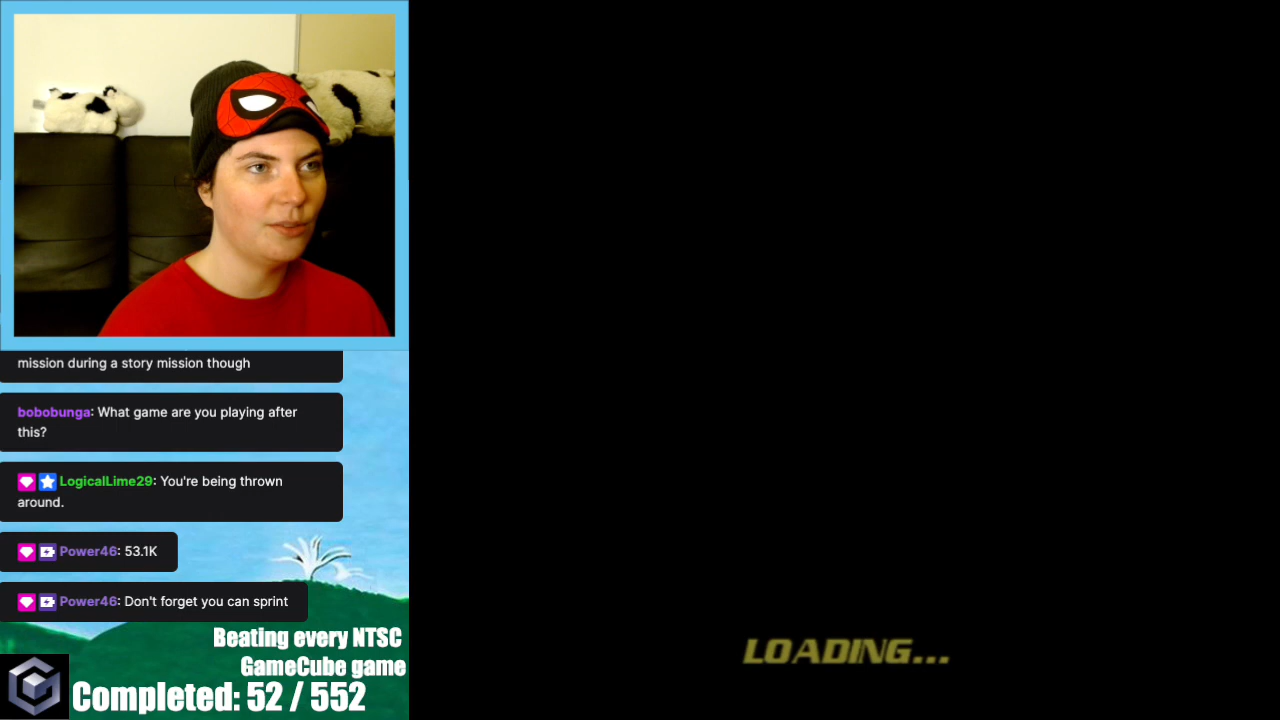 mission during a story mission though
bobobunga: What game are you playing after
this?
LogicalLime29: You're being thrown
around.
Power46: 53.1K
Power46: Don't forget you can sprint
Beating every NTSC
GameCube game
Completed: 52 / 552
LOADING...